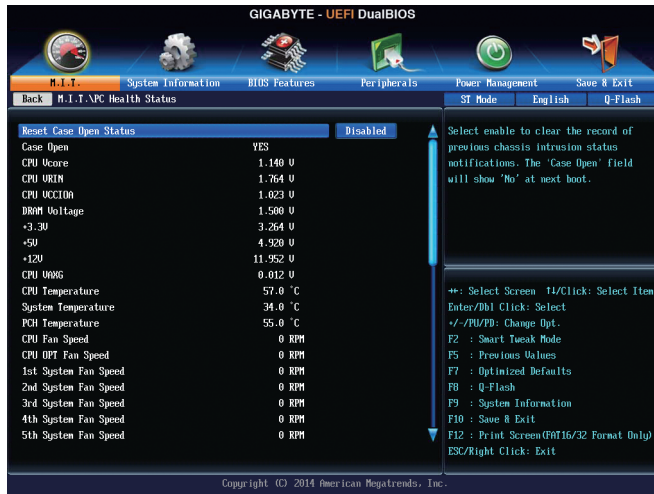 GIGABYTE - UEFI DualBIOS
M.I.T. System Information BIOS Features Peripherals Power Management Save & Exit
Back M.I.T.\PC Health Status ST Mode English Q-Flash
Reset Case Open Status Disabled
Case Open YES
CPU Vcore 1.140 V
CPU VRIN 1.764 V
CPU VCCIOA 1.023 V
DRAM Voltage 1.500 V
+3.3V 3.264 V
+5V 4.920 V
+12V 11.952 V
CPU VAXG 0.012 V
CPU Temperature 57.0 °C
System Temperature 34.0 °C
PCH Temperature 55.0 °C
CPU Fan Speed 0 RPM
CPU OPT Fan Speed 0 RPM
1st System Fan Speed 0 RPM
2nd System Fan Speed 0 RPM
3rd System Fan Speed 0 RPM
4th System Fan Speed 0 RPM
5th System Fan Speed 0 RPM
Select enable to clear the record of
previous chassis intrusion status
notifications. The 'Case Open' field
will show 'No' at next boot.
→←: Select Screen ↑↓/Click: Select Item
Enter/Dbl Click: Select
+/-/PU/PD: Change Opt.
F2 : Smart Tweak Mode
F5 : Previous Values
F7 : Optimized Defaults
F8 : Q-Flash
F9 : System Information
F10 : Save & Exit
F12 : Print Screen(FAT16/32 Format Only)
ESC/Right Click: Exit
Copyright (C) 2014 American Megatrends, Inc.